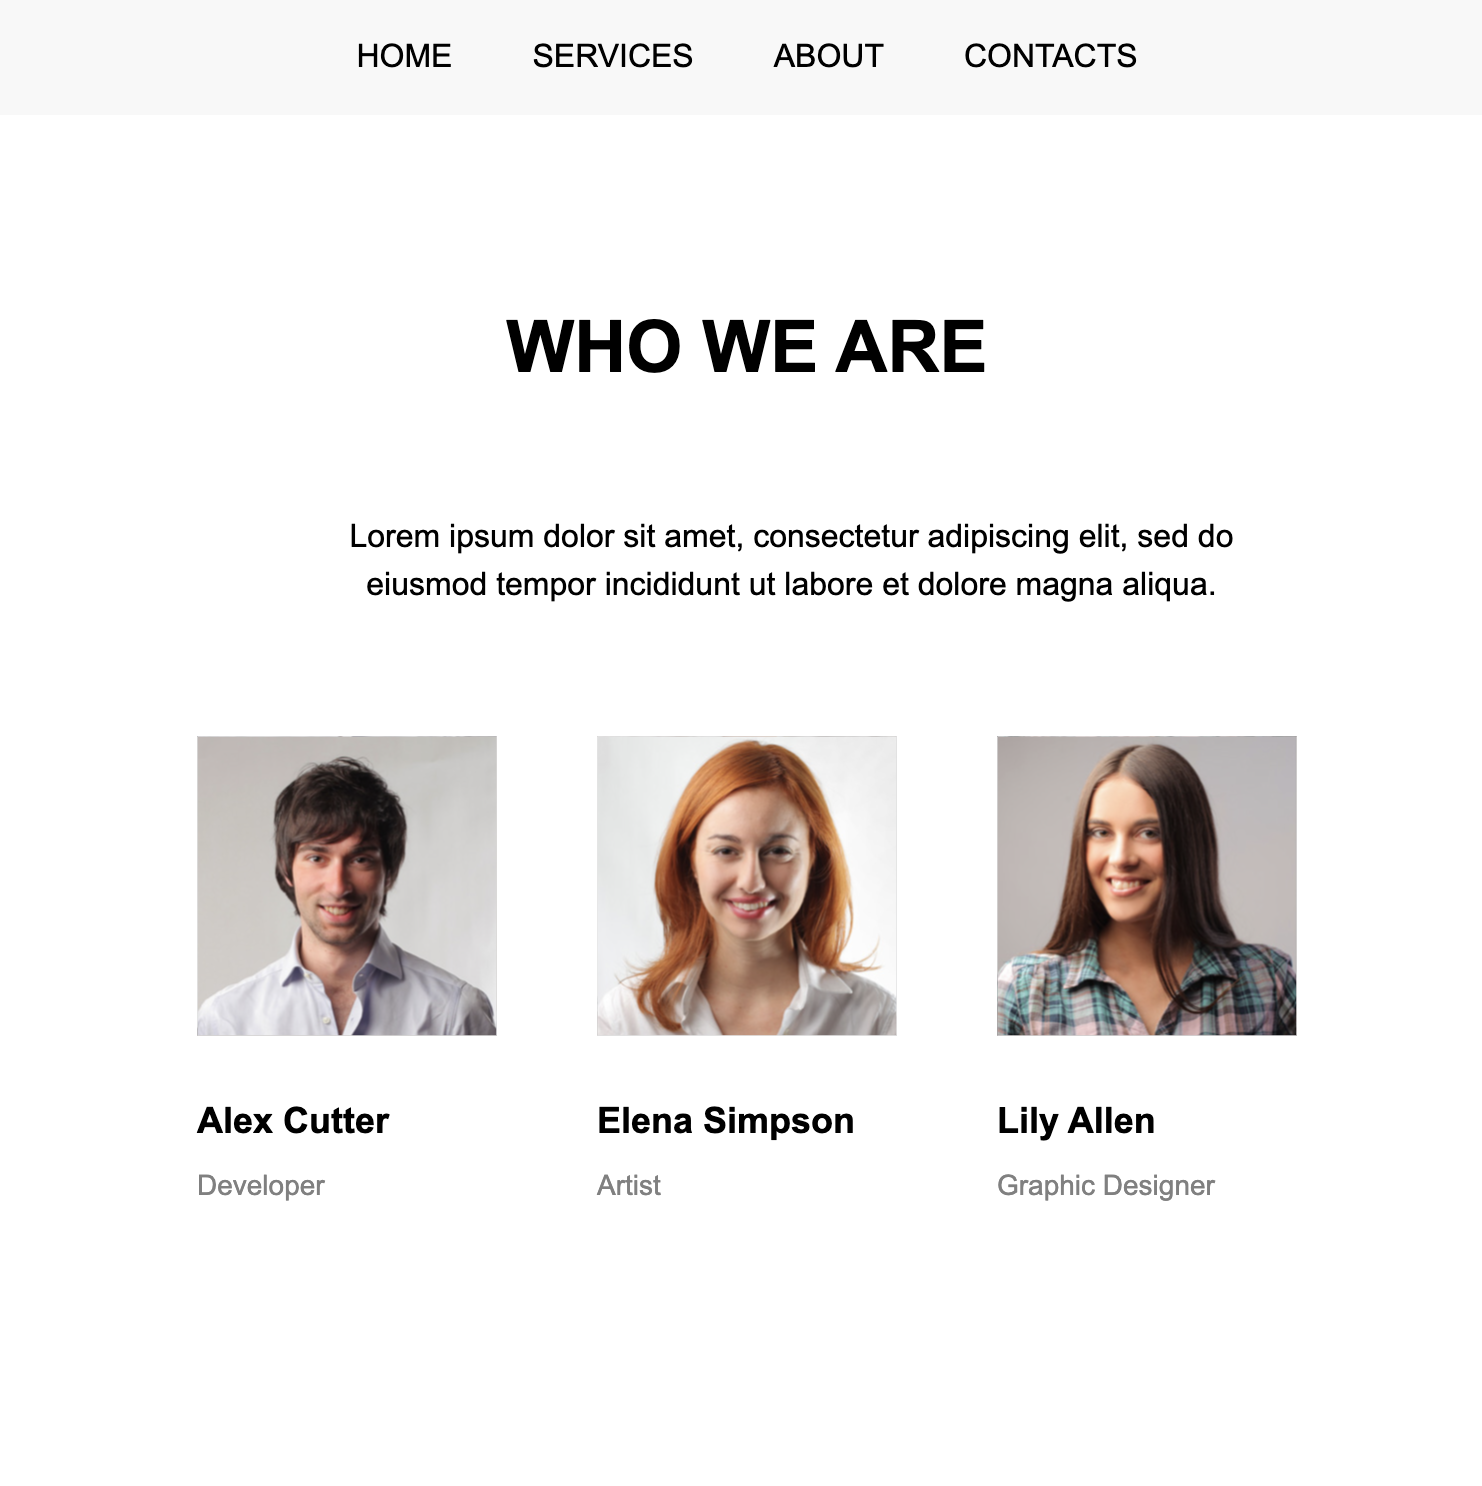 HOME SERVICES ABOUT CONTACTS
WHO WE ARE
Lorem ipsum dolor sit amet, consectetur adipiscing elit, sed do
eiusmod tempor incididunt ut labore et dolore magna aliqua.
Alex Cutter
Developer
Elena Simpson
Artist
Lily Allen
Graphic Designer